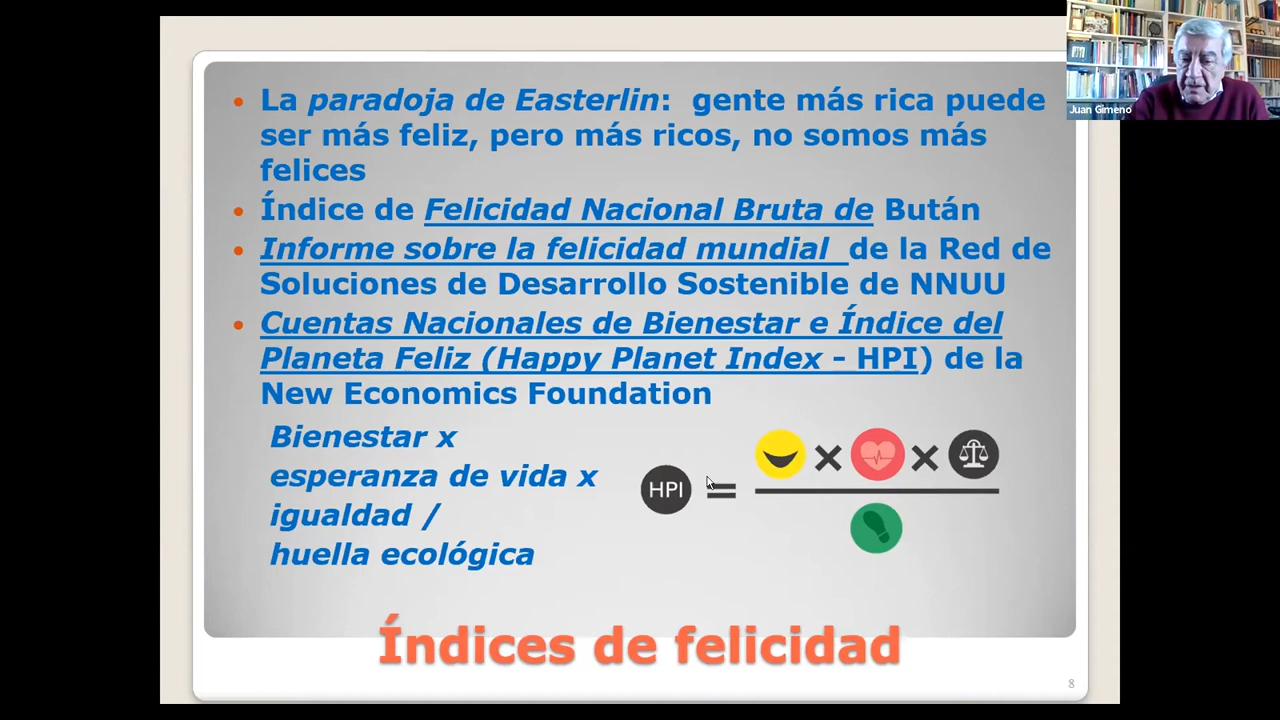 La paradoja de Easterlin: gente más rica puede
ser más feliz, pero más ricos, no somos más
felices
Índice de Felicidad Nacional Bruta de Bután
Informe sobre la felicidad mundial de la Red de
Soluciones de Desarrollo Sostenible de NNUU
Cuentas Nacionales de Bienestar e Índice del
Planeta Feliz (Happy Planet Index - HPI) de la
New Economics Foundation
Bienestar x
esperanza de vida x
igualdad /
huella ecológica
HPI = × ×
Índices de felicidad
8
Juan Gimeno